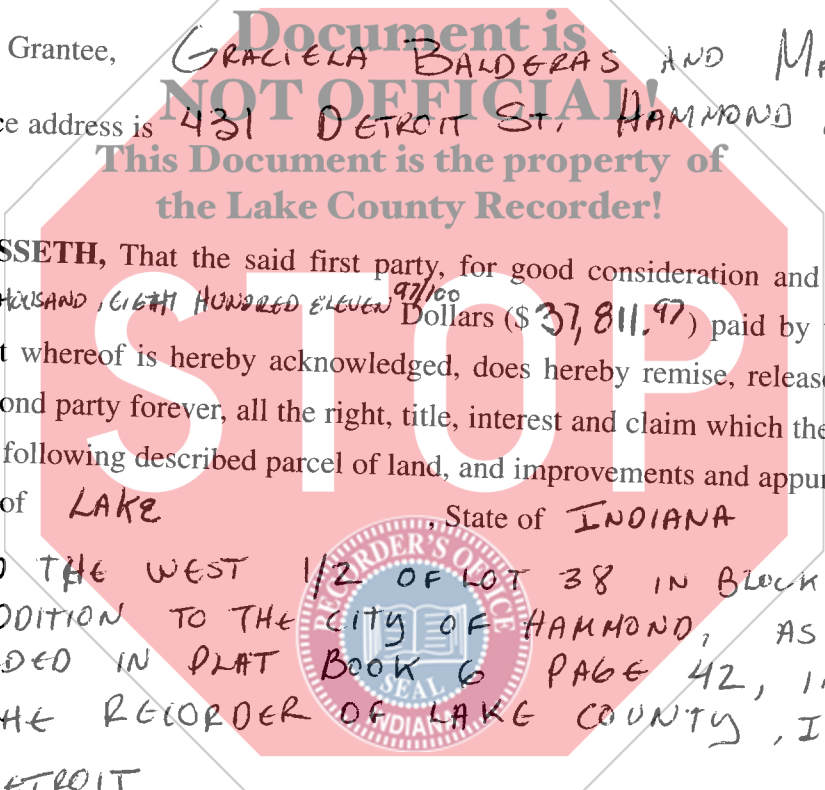 Document is
Grantee, GRACIELA BALDERAS AND MA
NOT OFFICIAL!
ce address is 431 DETROIT ST. HAMMOND
This Document is the property of
the Lake County Recorder!
SSETH, That the said first party, for good consideration and
HOUSAND, EIGTH HUNDRED ELEVEN 97/100 Dollars ($37,811.97) paid by
t whereof is hereby acknowledged, does hereby remise, release
ond party forever, all the right, title, interest and claim which the
following described parcel of land, and improvements and appur
of LAKE, State of INDIANA
STOP
THE WEST 1/2 OF LOT 38 IN BLOCK
DDITION TO THE CITY OF HAMMOND, AS
DED IN PLAT BOOK 6 PAGE 42, I
HE RECORDER OF LAKE COUNTY, I
ETROIT
RECORDER'S OFFICE
SEAL
INDIANA